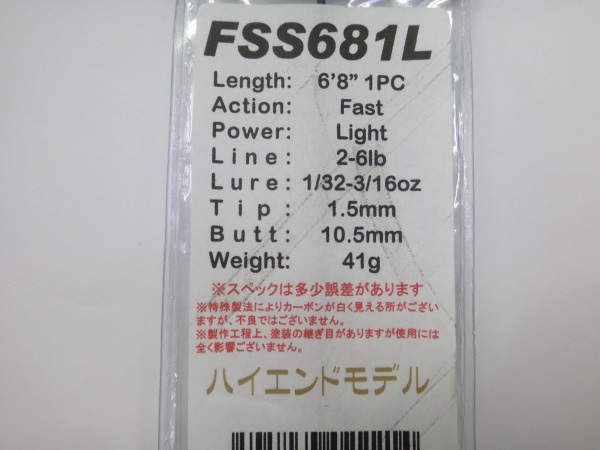 FSS681L
Length: 6'8” 1PC
Action: Fast
Power: Light
Line: 2-6lb
Lure: 1/32-3/16oz
Tip: 1.5mm
Butt: 10.5mm
Weight: 41g
※スペックは多少誤差があります
※特殊製法によりカーボンが白く見える所がござい
ますが、不良ではございません。
※製作工程上、塗装の継ぎ目がありますが使用には
全く影響ございません。
ハイエンドモデル